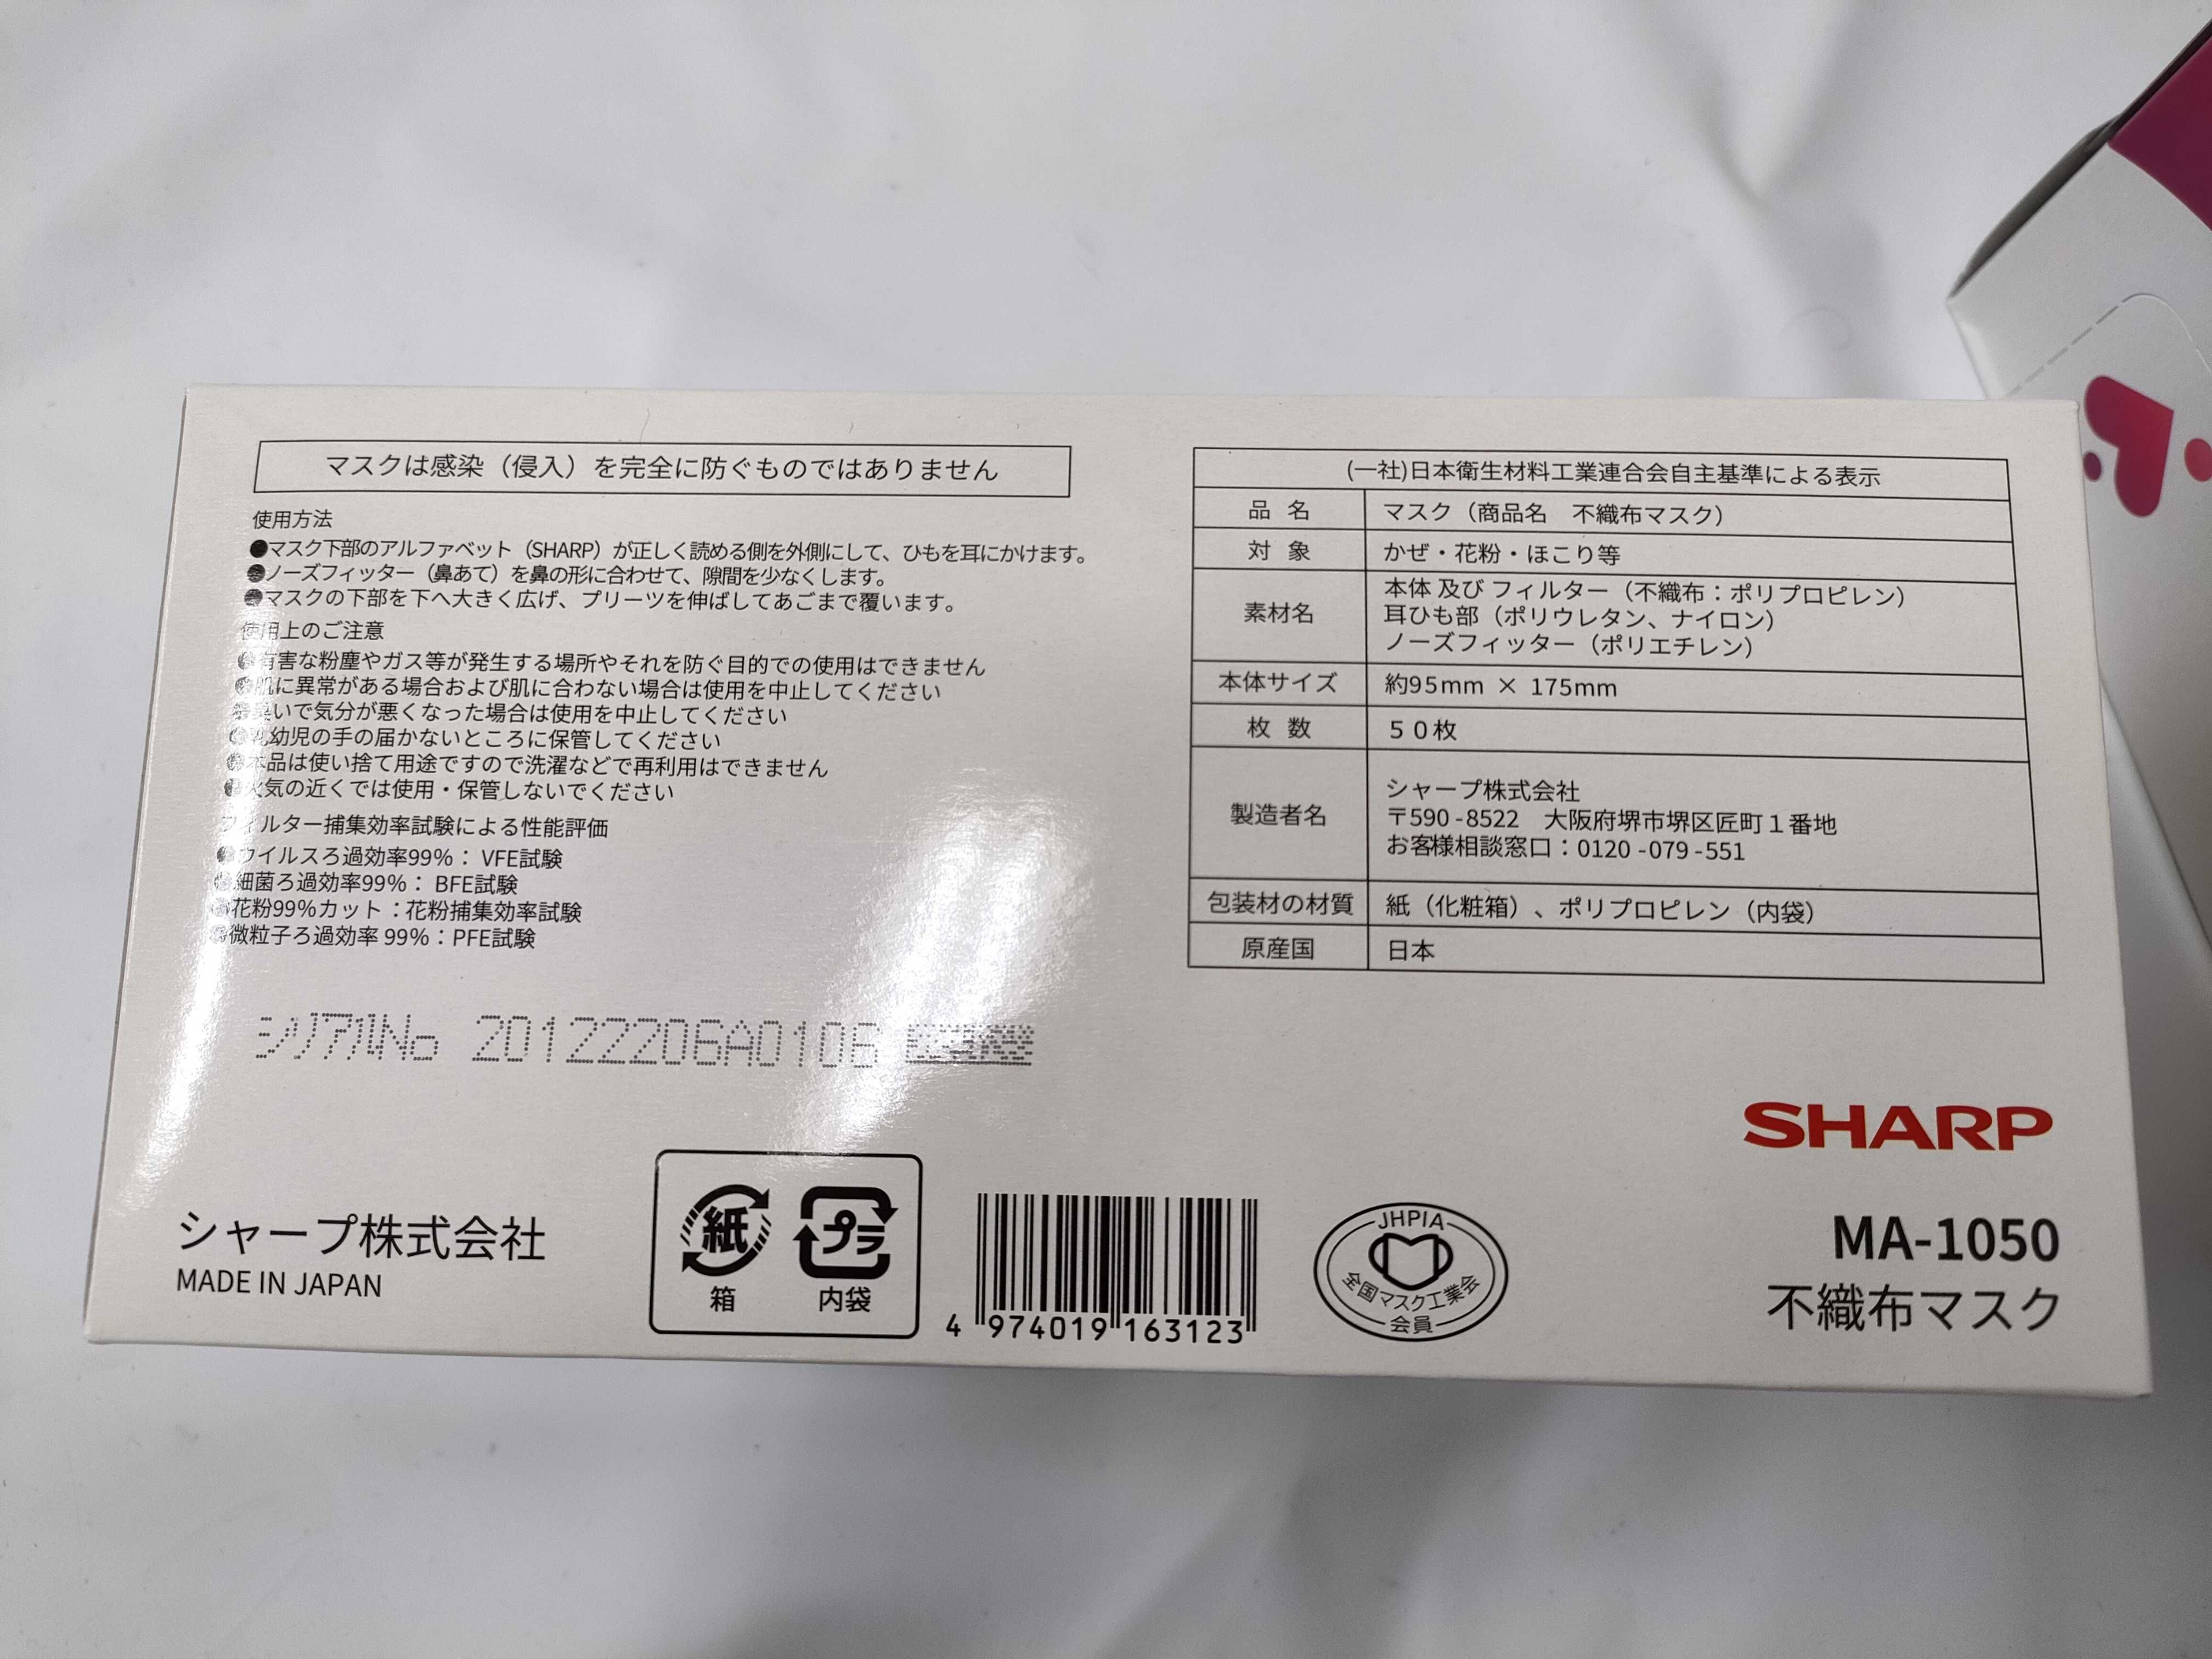 マスクは感染（侵入）を完全に防ぐものではありません
使用方法
●マスク下部のアルファベット（SHARP）が正しく読める側を外側にして、ひもを耳にかけます。
●ノーズフィッター（鼻あて）を鼻の形に合わせて、隙間を少なくします。
●マスクの下部を下へ大きく広げ、プリーツを伸ばしてあごまで覆います。
使用上のご注意
●有害な粉塵やガス等が発生する場所やそれを防ぐ目的での使用はできません
●肌に異常がある場合および肌に合わない場合は使用を中止してください
●臭いで気分が悪くなった場合は使用を中止してください
●乳幼児の手の届かないところに保管してください
●本品は使い捨て用途ですので洗濯などで再利用はできません
●火気の近くでは使用・保管しないでください
フィルター捕集効率試験による性能評価
●ウイルスろ過効率99%： VFE試験
●細菌ろ過効率99%： BFE試験
●花粉99%カット：花粉捕集効率試験
●微粒子ろ過効率 99%：PFE試験
シリアルNo 20122206A0106
シャープ株式会社
MADE IN JAPAN
紙
箱
プラ
内袋
4 974019 163123
(一社)日本衛生材料工業連合会自主基準による表示
品 名 マスク（商品名　不織布マスク）
対 象 かぜ・花粉・ほこり等
素材名 本体 及び フィルター（不織布：ポリプロピレン）
耳ひも部（ポリウレタン、ナイロン）
ノーズフィッター（ポリエチレン）
本体サイズ 約95mm × 175mm
枚 数 ５０枚
製造者名 シャープ株式会社
〒590-8522　大阪府堺市堺区匠町１番地
お客様相談窓口：0120-079-551
包装材の材質 紙（化粧箱）、ポリプロピレン（内袋）
原産国 日本
JHPIA
全国マスク工業会
会員
SHARP
MA-1050
不織布マスク